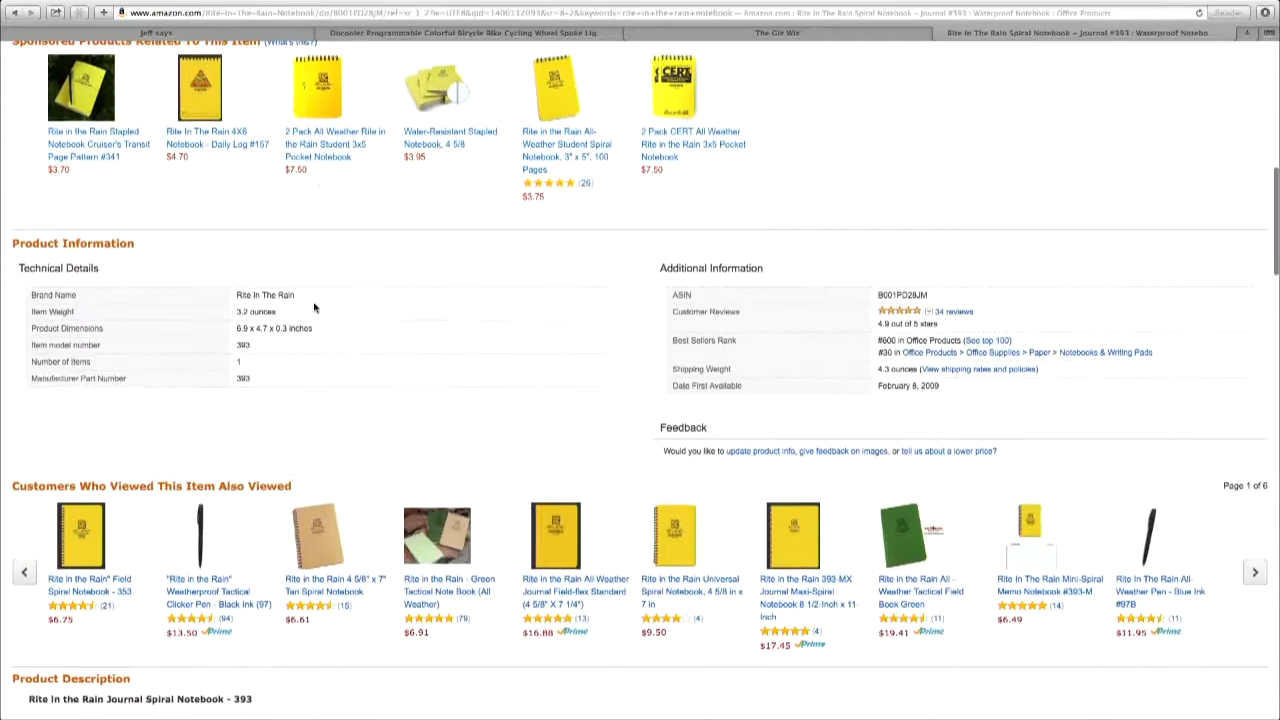 www.amazon.com/Rite-In-The-Rain-Notebook/dp/B001PD28JM/ref=sr_1_2?ie=UTF8&qid=1400112093&sr=8-2&keywords=rite+in+the+rain+notebook — Amazon.com : Rite In The Rain Spiral Notebook – Journal #393 : Waterproof Notebook : Office Products
Reader
Jeff says
Docooler Programmable Colorful Bicycle Bike Cycling Wheel Spoke Lig
The Giz Wiz
Rite In The Rain Spiral Notebook – Journal #393 : Waterproof Notebo
Sponsored Products Related To This Item (What's this?)
Rite in the Rain Stapled
Notebook Cruiser's Transit
Page Pattern #341
$3.70
Rite In The Rain 4X6
Notebook - Daily Log #157
$4.70
2 Pack All Weather Rite in
the Rain Student 3x5
Pocket Notebook
$7.50
Water-Resistant Stapled
Notebook, 4 5/8
$3.95
Rite in the Rain All-
Weather Student Spiral
Notebook, 3" x 5", 100
Pages
(26)
$3.75
CERT
2 Pack CERT All Weather
Rite in the Rain 3x5 Pocket
Notebook
$7.50
Product Information
Technical Details
Brand Name Rite In The Rain
Item Weight 3.2 ounces
Product Dimensions 6.9 x 4.7 x 0.3 inches
Item model number 393
Number of Items 1
Manufacturer Part Number 393
Additional Information
ASIN B001PD28JM
Customer Reviews 34 reviews
4.9 out of 5 stars
Best Sellers Rank #600 in Office Products (See top 100)
#30 in Office Products > Office Supplies > Paper > Notebooks & Writing Pads
Shipping Weight 4.3 ounces (View shipping rates and policies)
Date First Available February 8, 2009
Feedback
Would you like to update product info, give feedback on images, or tell us about a lower price?
Customers Who Viewed This Item Also Viewed
Page 1 of 6
Rite in the Rain" Field
Spiral Notebook - 353
(21)
$6.75
"Rite in the Rain"
Weatherproof Tactical
Clicker Pen - Black Ink (97)
(94)
$13.50 Prime
Rite in the Rain 4 5/8" x 7"
Tan Spiral Notebook
(15)
$6.61
Rite in the Rain - Green
Tactical Note Book (All
Weather)
(79)
$6.91
Rite in the Rain All Weather
Journal Field-flex Standard
(4 5/8" X 7 1/4")
(13)
$16.88 Prime
Rite in the Rain Universal
Spiral Notebook, 4 5/8 in x
7 in
(4)
$9.50
Rite in the Rain 393-MX
Journal Maxi-Spiral
Notebook 8 1/2-Inch x 11-
Inch
(4)
$17.45 Prime
Rite in the Rain All -
Weather Tactical Field
Book Green
(11)
$19.41 Prime
Rite In The Rain Mini-Spiral
Memo Notebook #393-M
(14)
$6.49
Rite In The Rain All-
Weather Pen - Blue Ink
#97B
(11)
$11.95 Prime
Product Description
Rite In the Rain Journal Spiral Notebook - 393